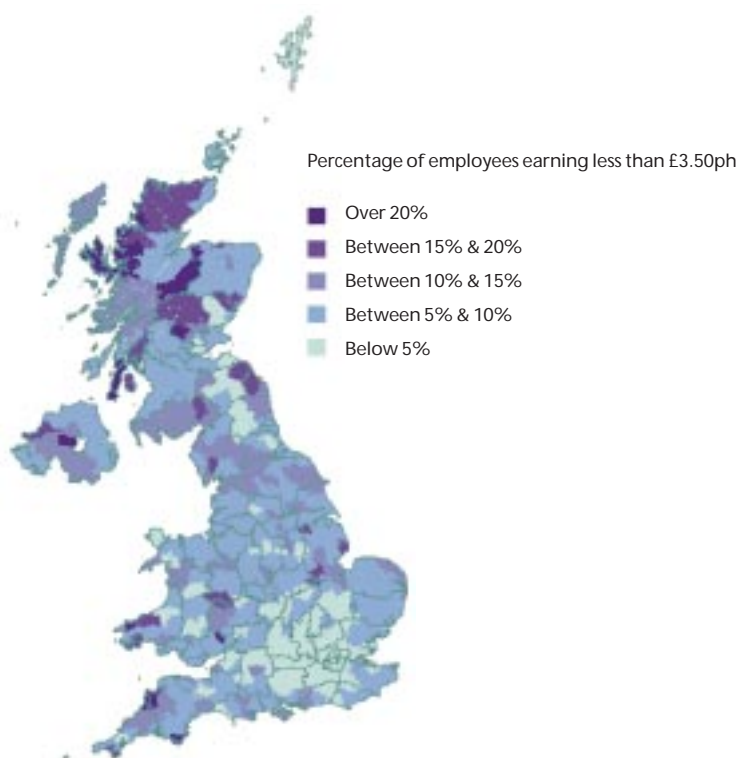 Percentage of employees earning less than £3.50ph
Over 20%
Between 15% & 20%
Between 10% & 15%
Between 5% & 10%
Below 5%